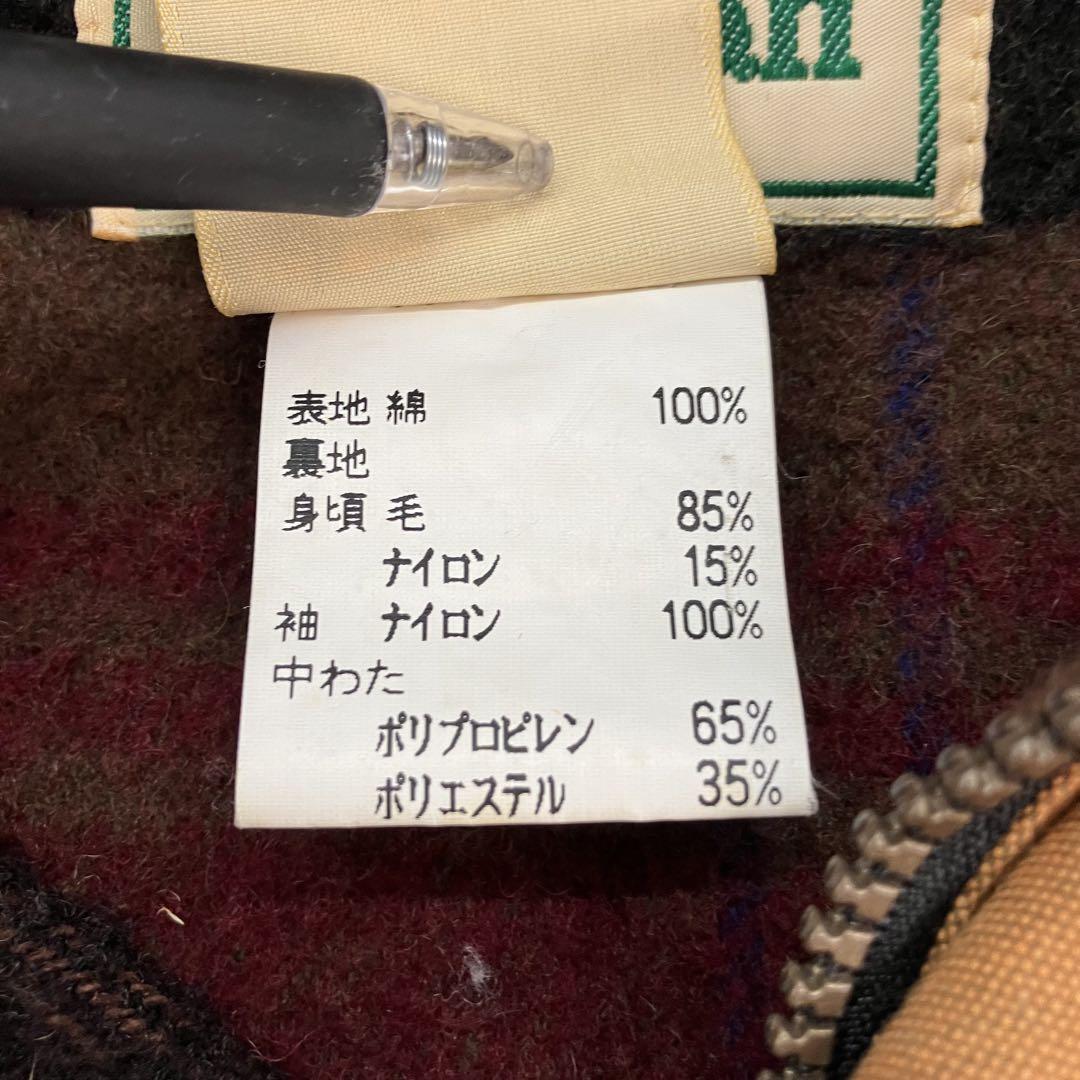 表地 綿 100%
裏地
身頃 毛 85%
ナイロン 15%
袖 ナイロン 100%
中わた
ポリプロピレン 65%
ポリエステル 35%